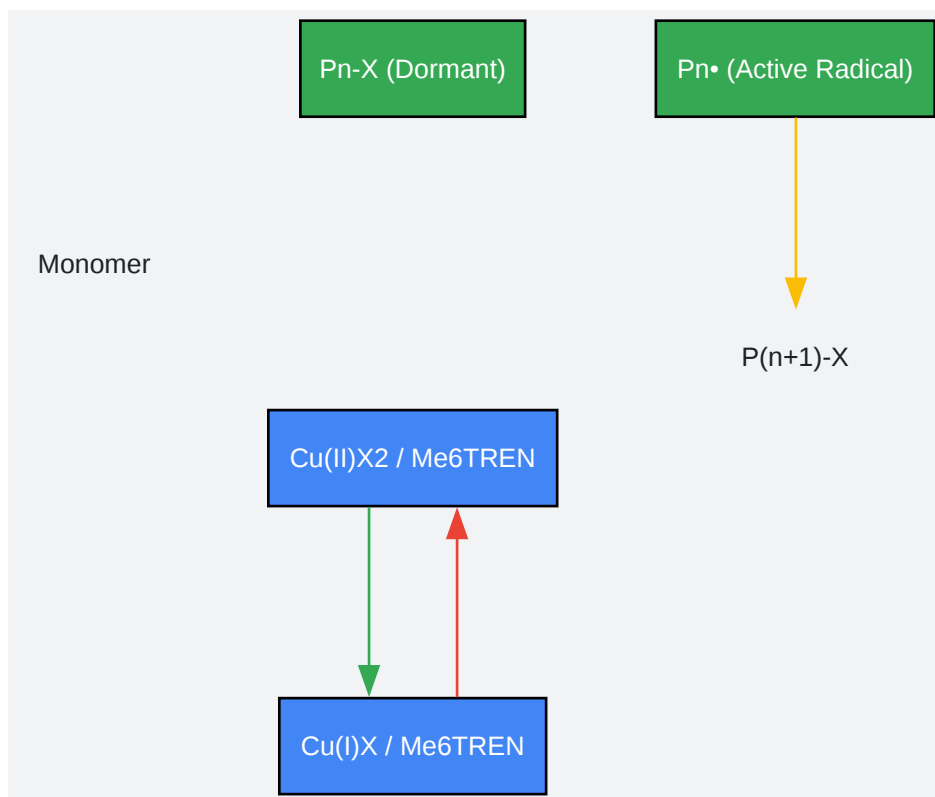 Pn-X (Dormant)
Pn• (Active Radical)
Monomer
P(n+1)-X
Cu(II)X2 / Me6TREN
Cu(I)X / Me6TREN